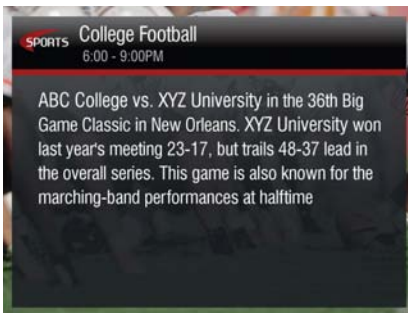 SPORTS College Football
6:00 - 9:00PM
ABC College vs. XYZ University in the 36th Big
Game Classic in New Orleans. XYZ University won
last year's meeting 23-17, but trails 48-37 lead in
the overall series. This game is also known for the
marching-band performances at halftime